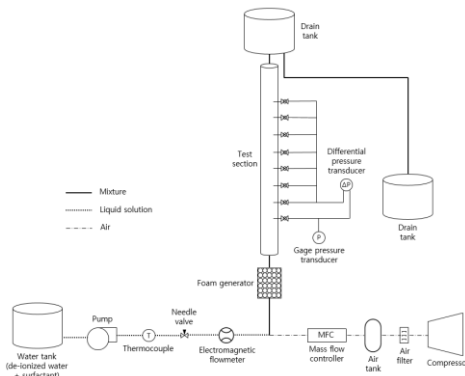 Drain
tank
Differential
pressure
transducer
Test
section
ΔP
Mixture
Liquid solution
Air
P
Gage pressure
transducer
Drain
tank
Foam generator
Needle
valve
Pump
T
MFC
Water tank
(de-ionized water
+ surfactant)
Thermocouple
Electromagnetic
flowmeter
Mass flow
controller
Air
tank
Air
filter
Compressor